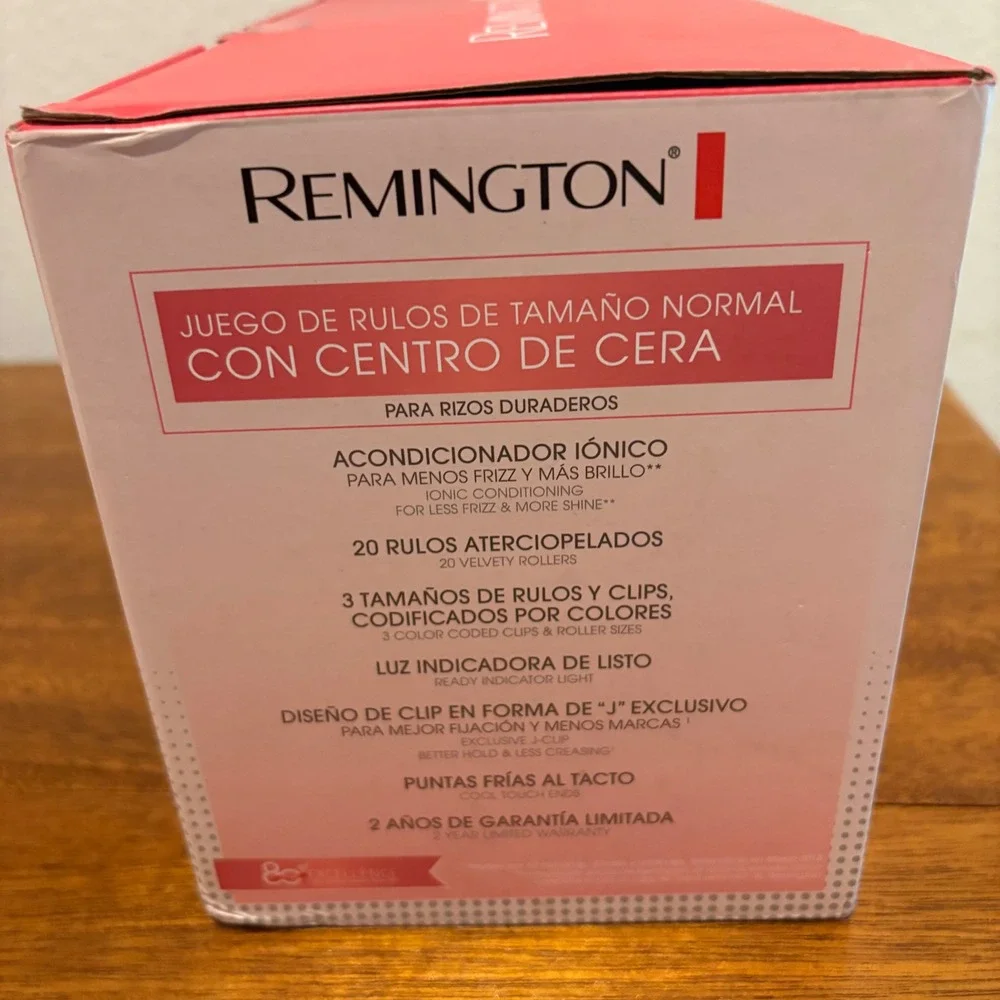 REMINGTON
REMINGTON®
JUEGO DE RULOS DE TAMAÑO NORMAL
CON CENTRO DE CERA
PARA RIZOS DURADEROS
ACONDICIONADOR IÓNICO
PARA MENOS FRIZZ Y MÁS BRILLO**
IONIC CONDITIONING
FOR LESS FRIZZ & MORE SHINE**
20 RULOS ATERCIOPELADOS
20 VELVETY ROLLERS
3 TAMAÑOS DE RULOS Y CLIPS,
CODIFICADOS POR COLORES
3 COLOR CODED CLIPS & ROLLER SIZES
LUZ INDICADORA DE LISTO
READY INDICATOR LIGHT
DISEÑO DE CLIP EN FORMA DE “J” EXCLUSIVO
PARA MEJOR FIJACIÓN Y MENOS MARCAS¹
EXCLUSIVE J-CLIP
BETTER HOLD & LESS CREASING¹
PUNTAS FRÍAS AL TACTO
COOL TOUCH ENDS
2 AÑOS DE GARANTÍA LIMITADA
2 YEAR LIMITED WARRANTY